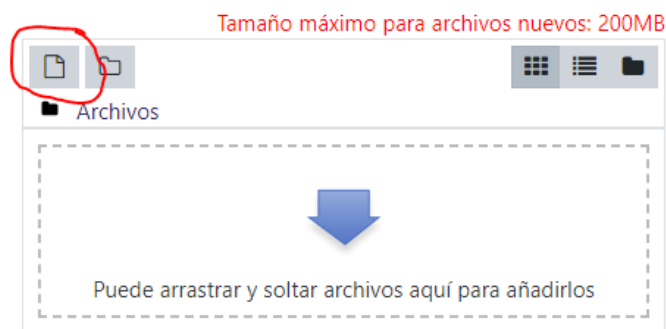 Tamaño máximo para archivos nuevos: 200MB
Archivos
Puede arrastrar y soltar archivos aquí para añadirlos